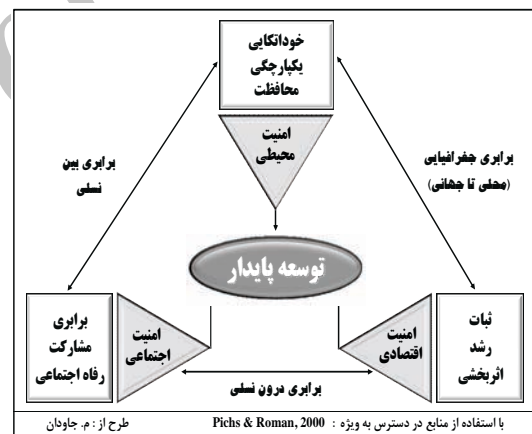 خوداتکایی
یکپارچگی
محافظت
امنیت
محیطی
برابری جغرافیایی
(محلی تا جهانی)
برابری بین
نسلی
توسعه پایدار
ثبات
رشد
اثربخشی
امنیت
اقتصادی
امنیت
اجتماعی
برابری
مشارکت
رفاه اجتماعی
برابری درون نسلی
با استفاده از منابع در دسترس به ویژه : Pichs & Roman, 2000
طرح از : م. جاودان